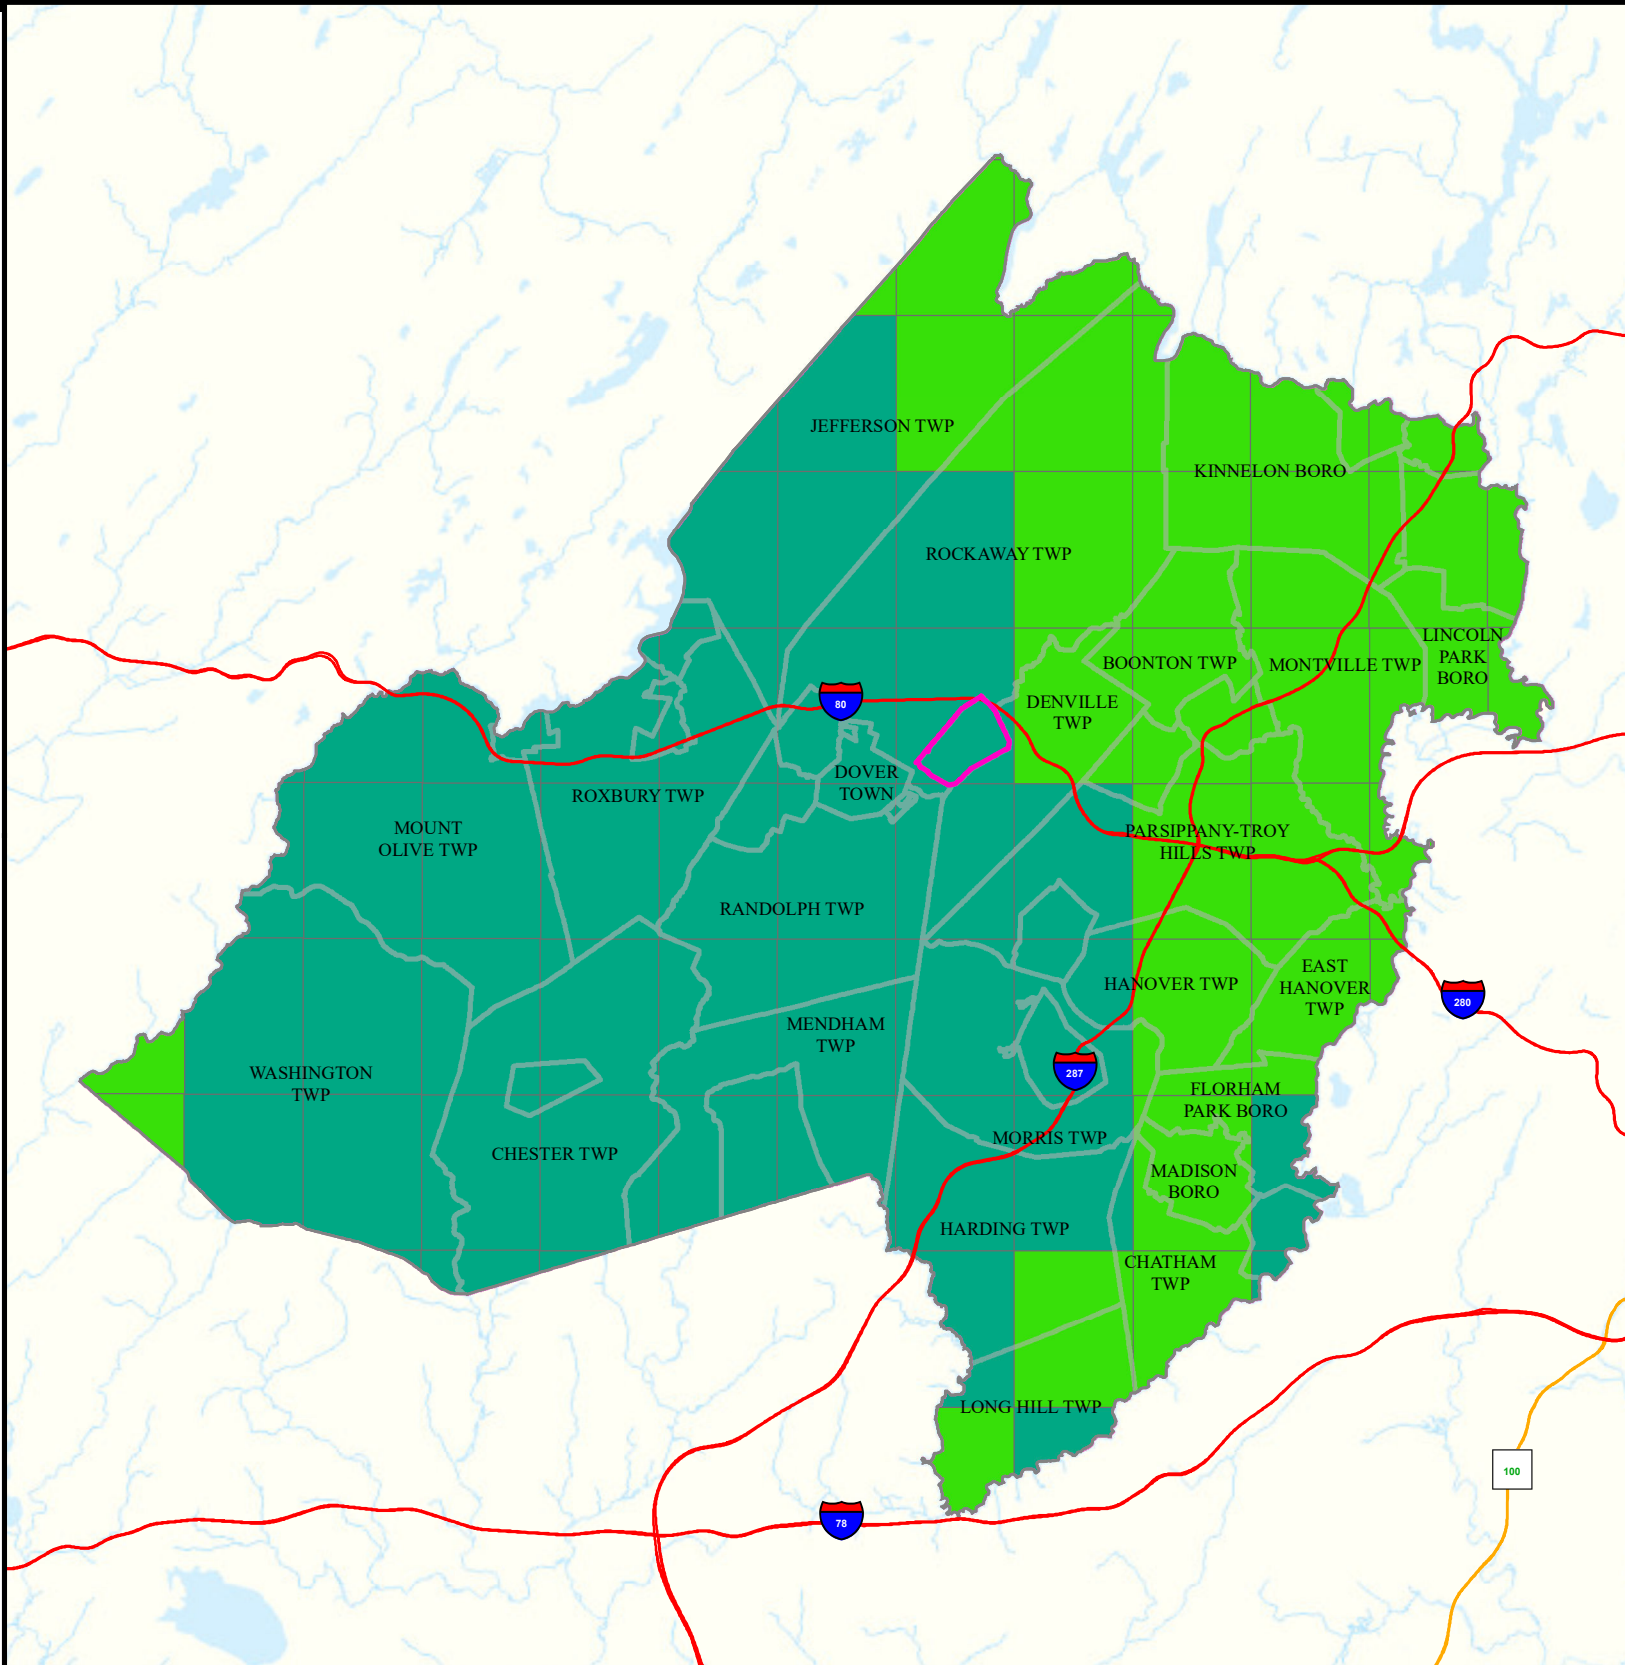 JEFFERSON TWP
KINNELON BORO
ROCKAWAY TWP
LINCOLN
PARK
BORO
BOONTON TWP
MONTVILLE TWP
DENVILLE
TWP
80
DOVER
TOWN
ROXBURY TWP
MOUNT
OLIVE TWP
PARSIPPANY-TROY
HILLS TWP
RANDOLPH TWP
EAST
HANOVER
TWP
HANOVER TWP
280
MENDHAM
TWP
WASHINGTON
TWP
287
FLORHAM
PARK BORO
MORRIS TWP
CHESTER TWP
MADISON
BORO
HARDING TWP
CHATHAM
TWP
LONG HILL TWP
100
78